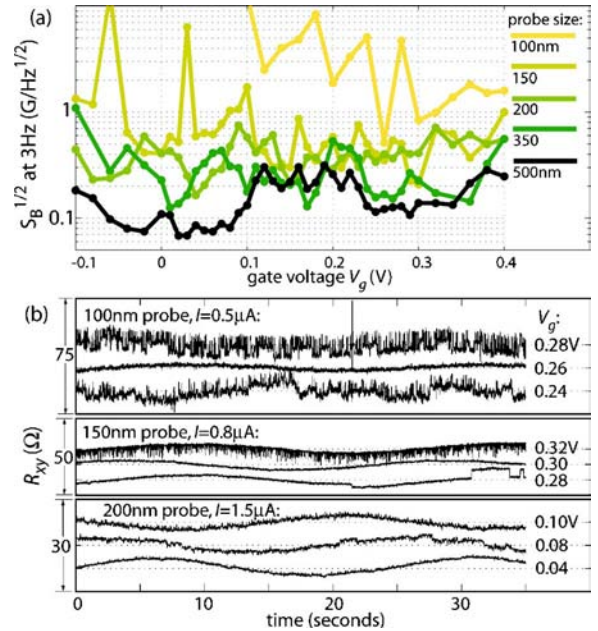 (a)
probe size:
100nm
150
200
350
500nm
S_B^1/2 at 3Hz (G/Hz^1/2)
1
0.1
-0.1
0
0.1
0.2
0.3
0.4
gate voltage V_g (V)
(b)
100nm probe, I=0.5μA:
V_g:
0.28V
0.26
0.24
75
150nm probe, I=0.8μA:
0.32V
0.30
0.28
50
R_xy (Ω)
200nm probe, I=1.5μA:
0.10V
0.08
0.04
30
0
10
20
30
time (seconds)